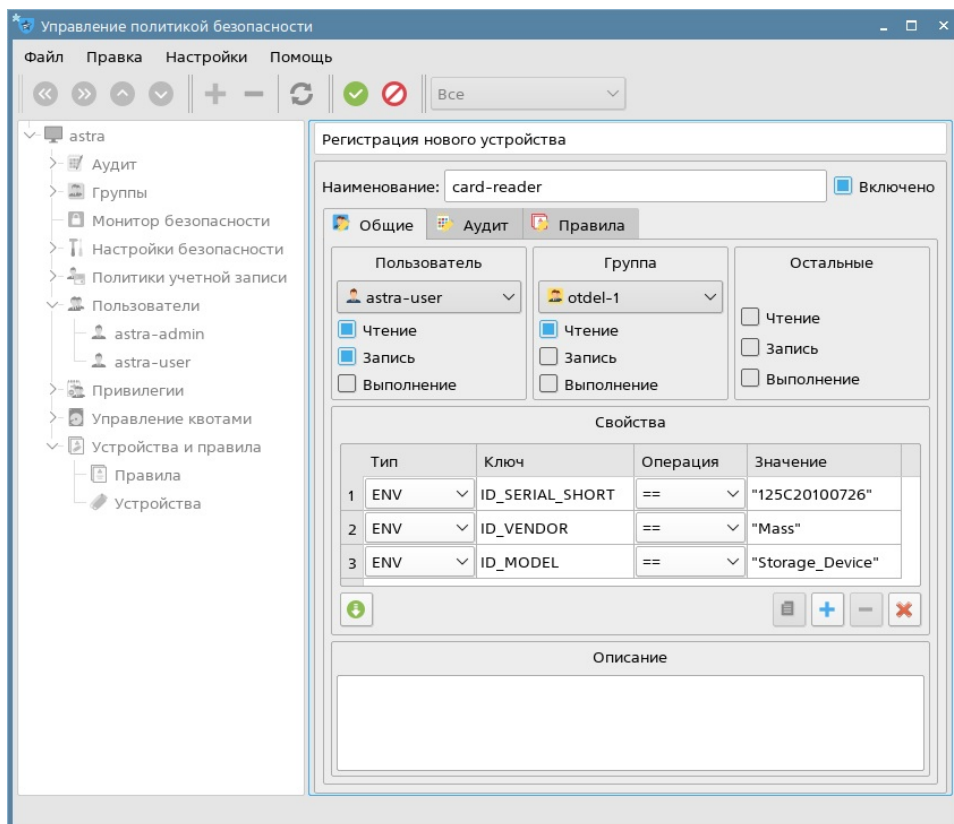 Управление политикой безопасности
Файл Правка Настройки Помощь
Все
astra
Аудит
Группы
Монитор безопасности
Настройки безопасности
Политики учетной записи
Пользователи
astra-admin
astra-user
Привилегии
Управление квотами
Устройства и правила
Правила
Устройства
Регистрация нового устройства
Наименование: card-reader Включено
Общие Аудит Правила
Пользователь Группа Остальные
astra-user otdel-1
Чтение Чтение Чтение
Запись Запись Запись
Выполнение Выполнение Выполнение
Свойства
Тип Ключ Операция Значение
1 ENV ID_SERIAL_SHORT == "125C20100726"
2 ENV ID_VENDOR == "Mass"
3 ENV ID_MODEL == "Storage_Device"
Описание